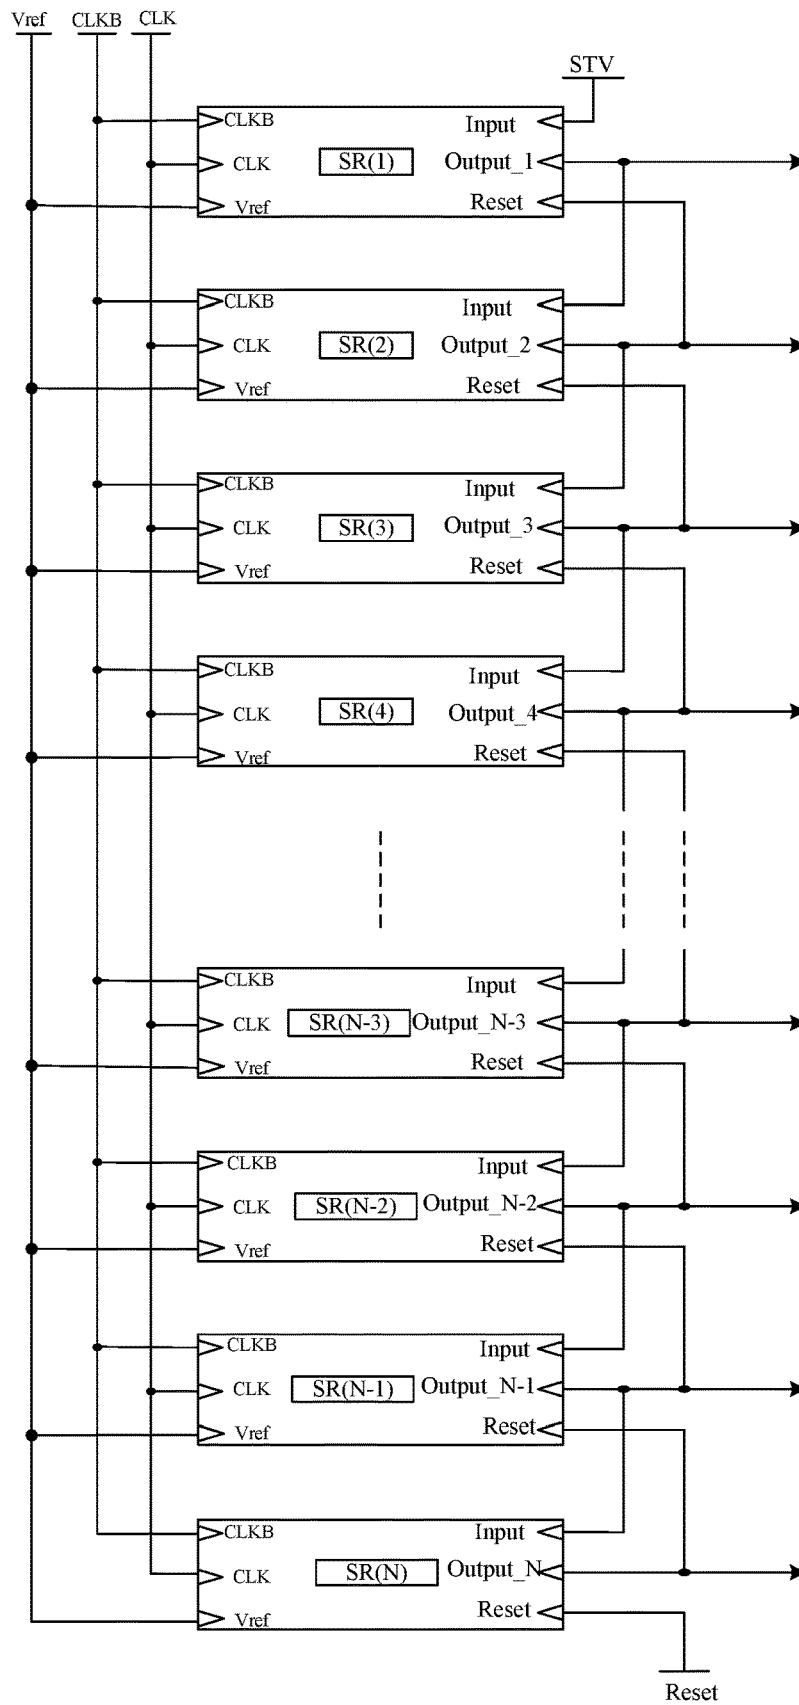 Vref CLKB CLK
STV
CLKB Input
CLK SR(1) Output_1
Vref Reset
CLKB Input
CLK SR(2) Output_2
Vref Reset
CLKB Input
CLK SR(3) Output_3
Vref Reset
CLKB Input
CLK SR(4) Output_4
Vref Reset
CLKB Input
CLK SR(N-3) Output_N-3
Vref Reset
CLKB Input
CLK SR(N-2) Output_N-2
Vref Reset
CLKB Input
CLK SR(N-1) Output_N-1
Vref Reset
CLKB Input
CLK SR(N) Output_N
Vref Reset
Reset